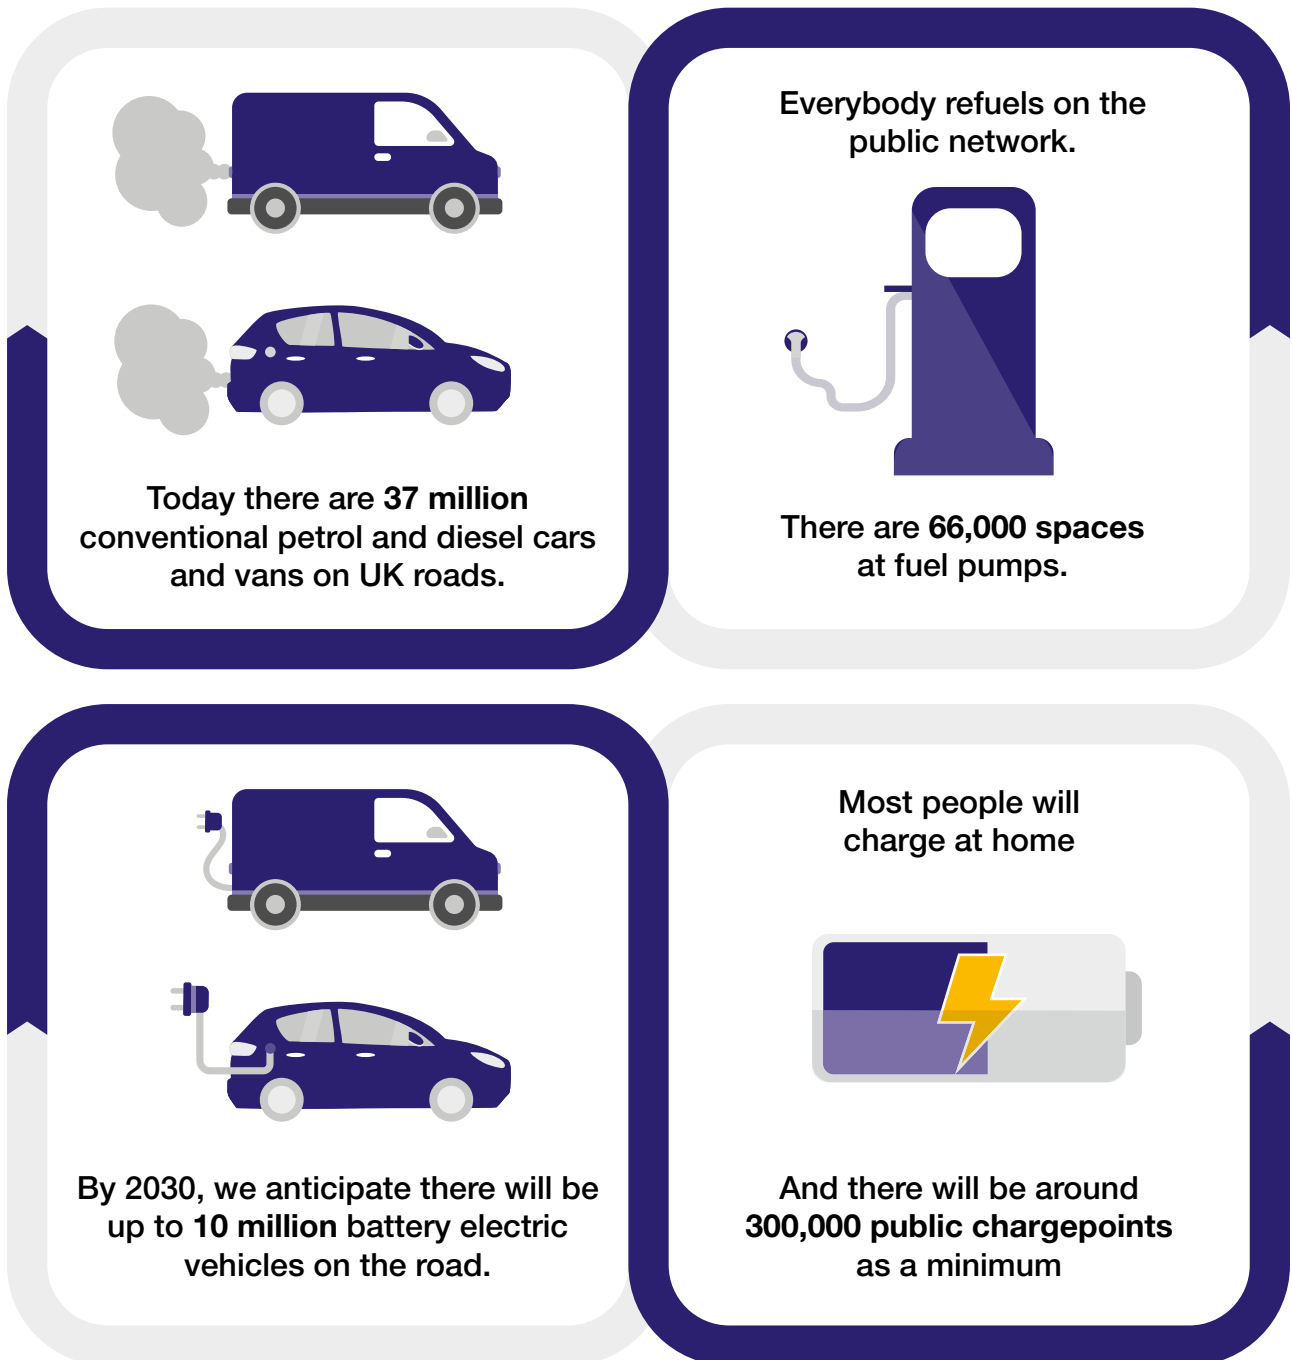 Today there are 37 million
conventional petrol and diesel cars
and vans on UK roads.
Everybody refuels on the
public network.
There are 66,000 spaces
at fuel pumps.
By 2030, we anticipate there will be
up to 10 million battery electric
vehicles on the road.
Most people will
charge at home
And there will be around
300,000 public chargepoints
as a minimum